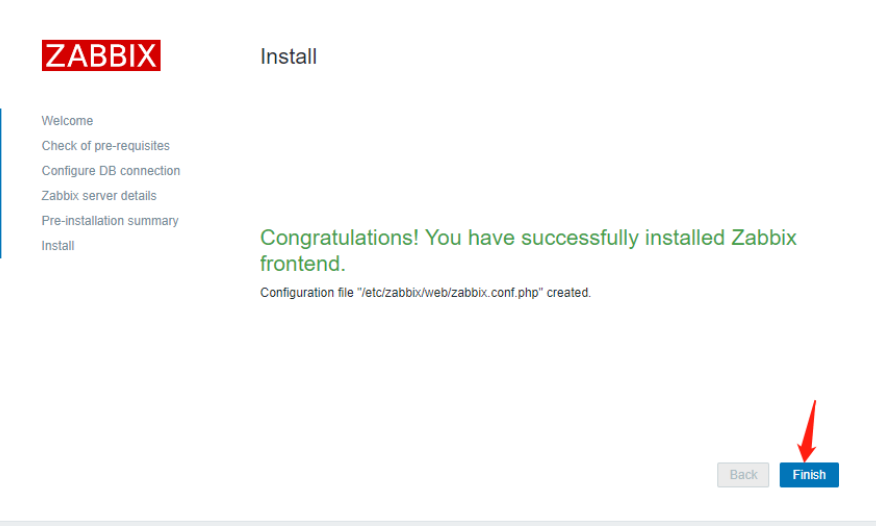 ZABBIX
Install
Welcome
Check of pre-requisites
Configure DB connection
Zabbix server details
Pre-installation summary
Install
Congratulations! You have successfully installed Zabbix
frontend.
Configuration file "/etc/zabbix/web/zabbix.conf.php" created.
Back
Finish